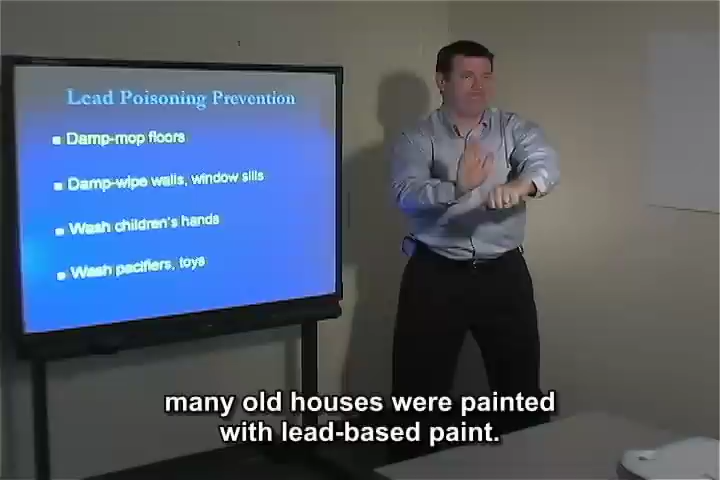 Lead Poisoning Prevention
■ Damp-mop floors
■ Damp-wipe walls, window sills
■ Wash children's hands
■ Wash pacifiers, toys
many old houses were painted
with lead-based paint.